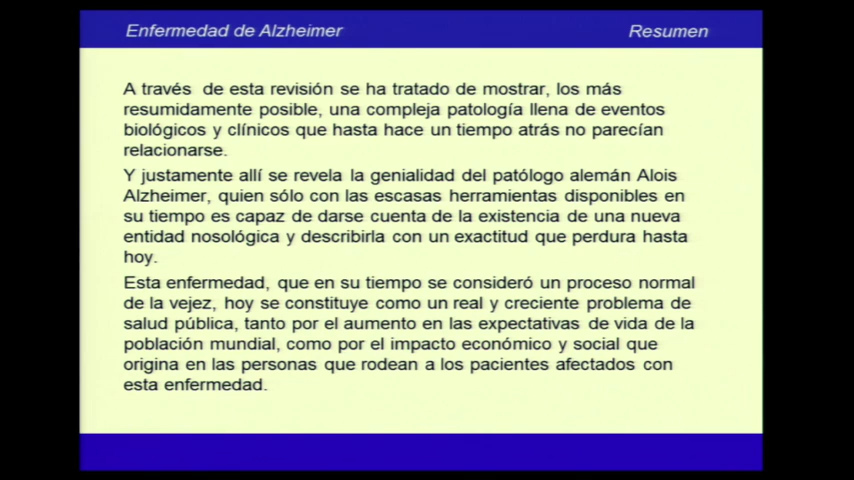 Enfermedad de Alzheimer Resumen
A través de esta revisión se ha tratado de mostrar, los más
resumidamente posible, una compleja patología llena de eventos
biológicos y clínicos que hasta hace un tiempo atrás no parecían
relacionarse.
Y justamente allí se revela la genialidad del patólogo alemán Alois
Alzheimer, quien sólo con las escasas herramientas disponibles en
su tiempo es capaz de darse cuenta de la existencia de una nueva
entidad nosológica y describirla con un exactitud que perdura hasta
hoy.
Esta enfermedad, que en su tiempo se consideró un proceso normal
de la vejez, hoy se constituye como un real y creciente problema de
salud pública, tanto por el aumento en las expectativas de vida de la
población mundial, como por el impacto económico y social que
origina en las personas que rodean a los pacientes afectados con
esta enfermedad.